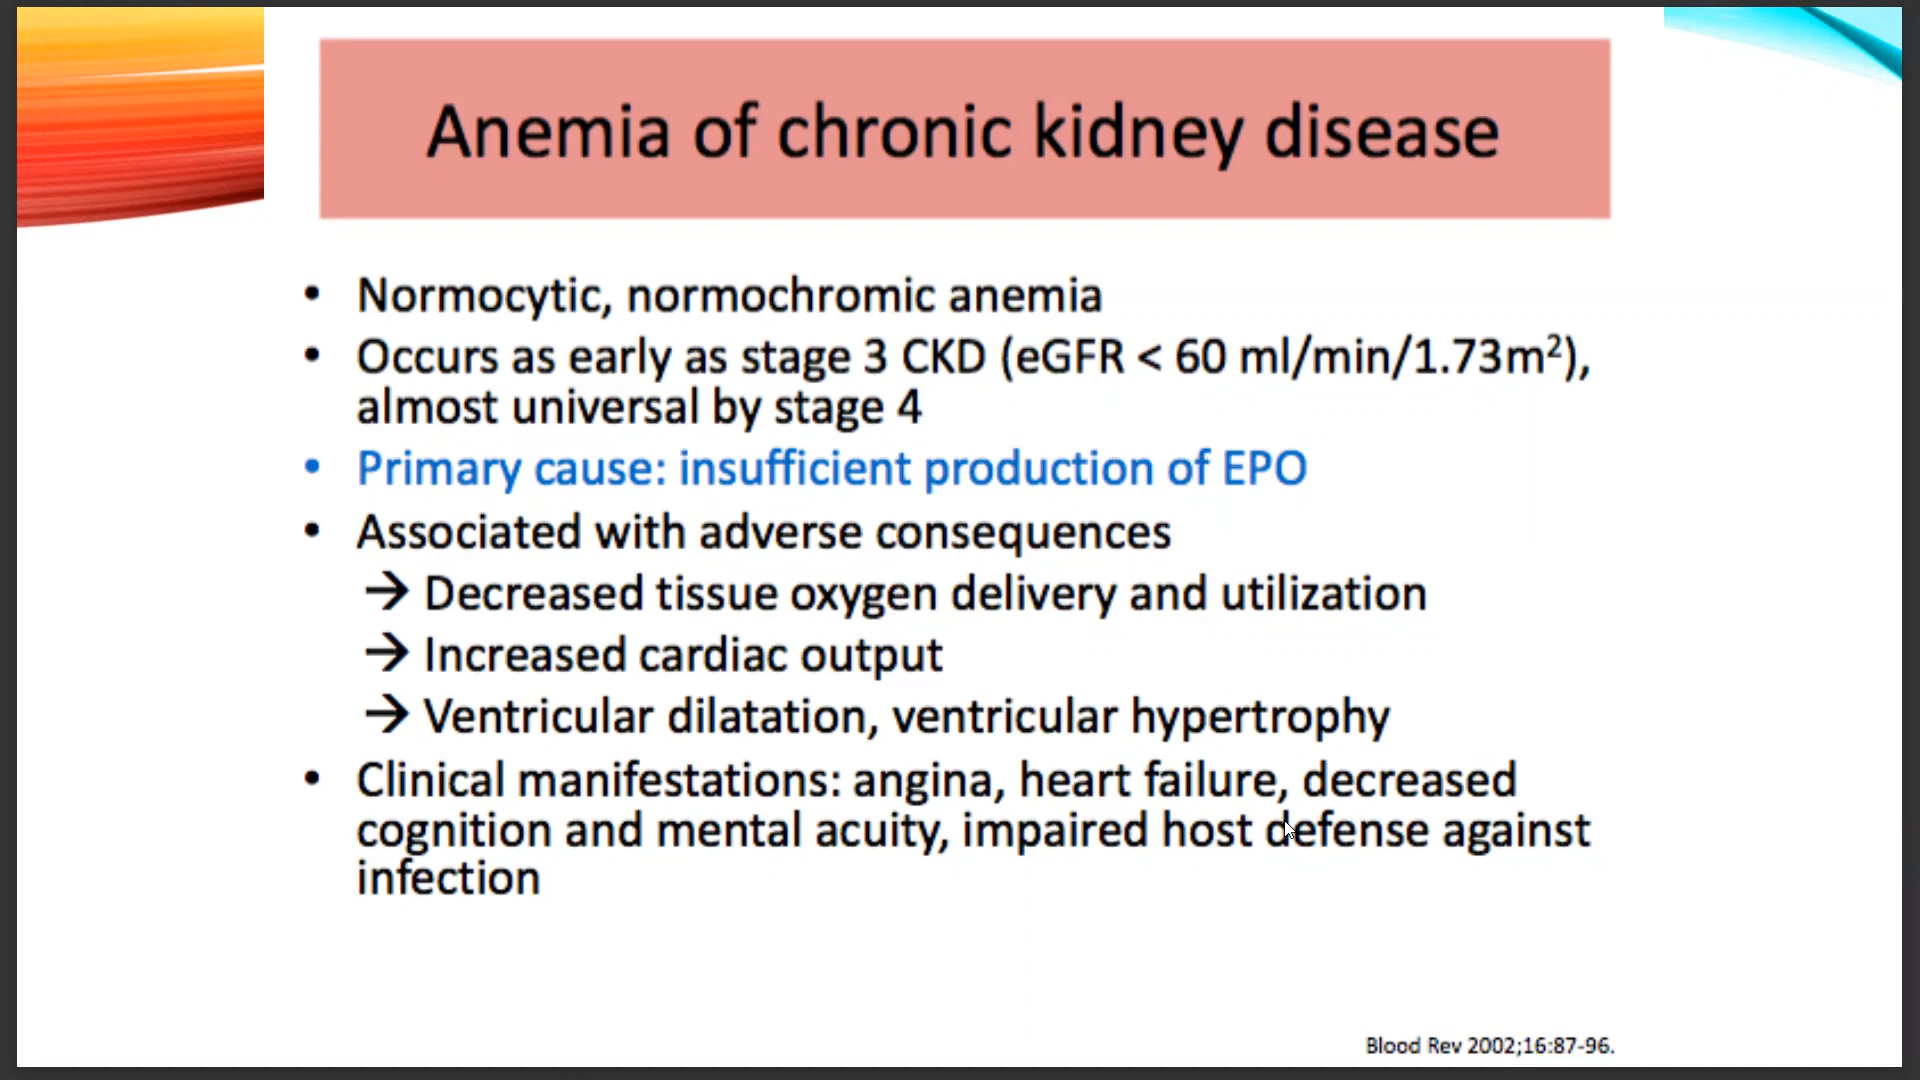 Anemia of chronic kidney disease
• Normocytic, normochromic anemia
• Occurs as early as stage 3 CKD (eGFR < 60 ml/min/1.73m²),
almost universal by stage 4
• Primary cause: insufficient production of EPO
• Associated with adverse consequences
→ Decreased tissue oxygen delivery and utilization
→ Increased cardiac output
→ Ventricular dilatation, ventricular hypertrophy
• Clinical manifestations: angina, heart failure, decreased
cognition and mental acuity, impaired host defense against
infection
Blood Rev 2002;16:87-96.